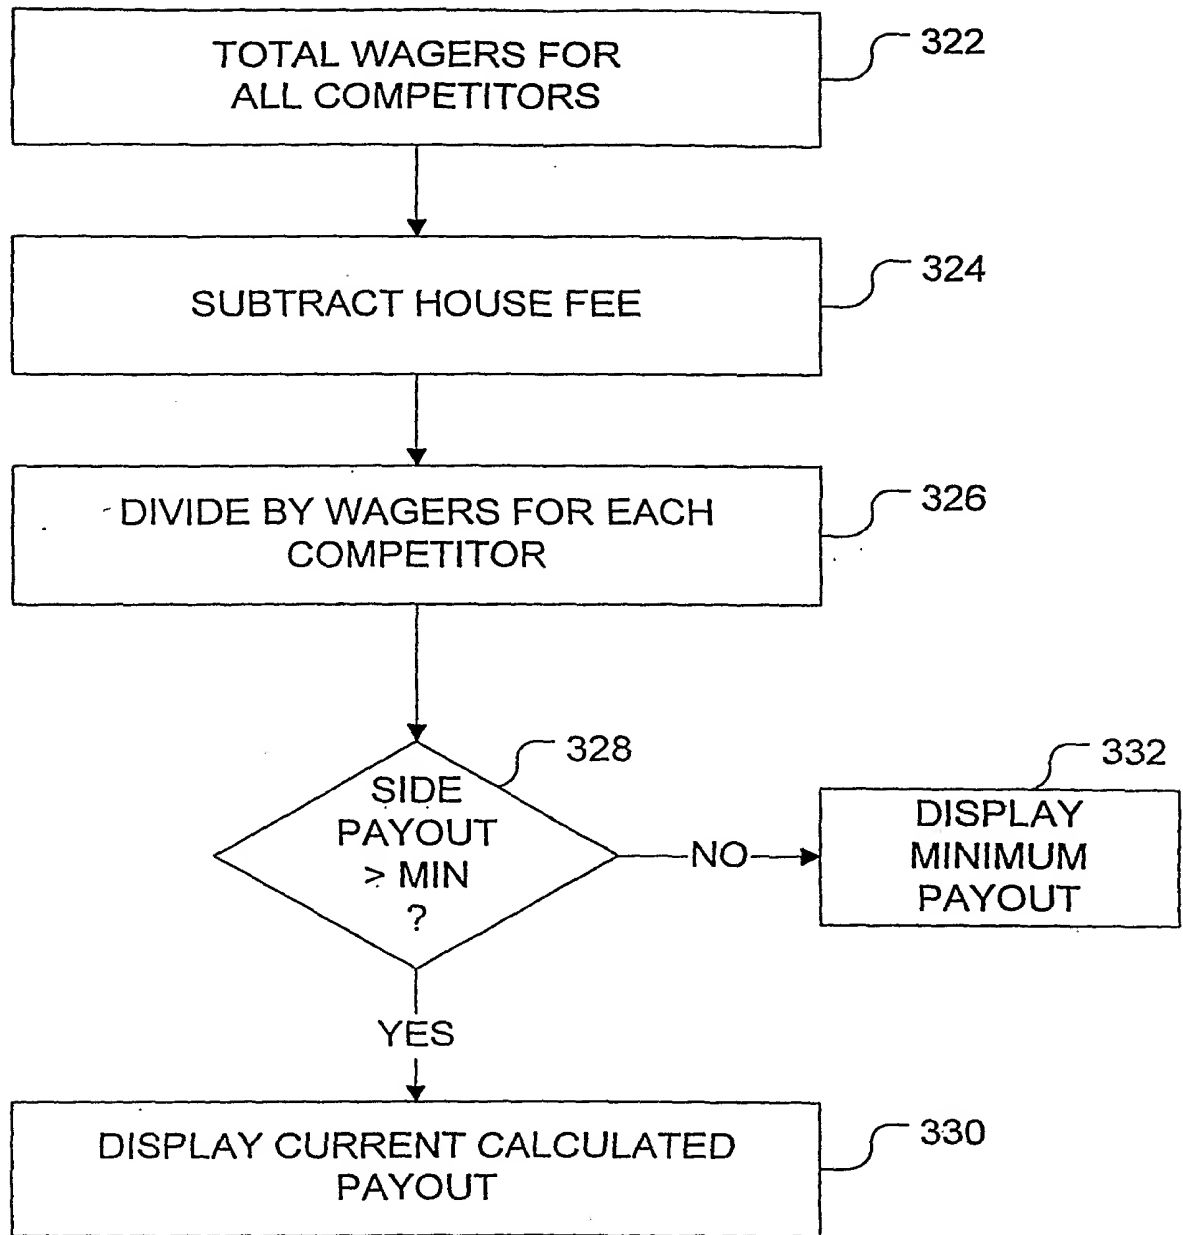 TOTAL WAGERS FOR
ALL COMPETITORS
322
SUBTRACT HOUSE FEE
324
DIVIDE BY WAGERS FOR EACH
COMPETITOR
326
328
SIDE
PAYOUT
> MIN
?
NO
332
DISPLAY
MINIMUM
PAYOUT
YES
DISPLAY CURRENT CALCULATED
PAYOUT
330